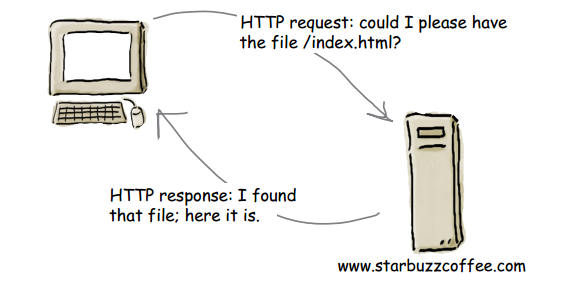 HTTP request: could I please have
the file /index.html?
HTTP response: I found
that file; here it is.
www.starbuzzcoffee.com